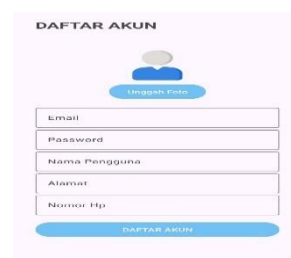 DAFTAR AKUN
Unggah Foto
Email
Password
Nama Pengguna
Alamat
Nomor Hp
DAFTAR AKUN